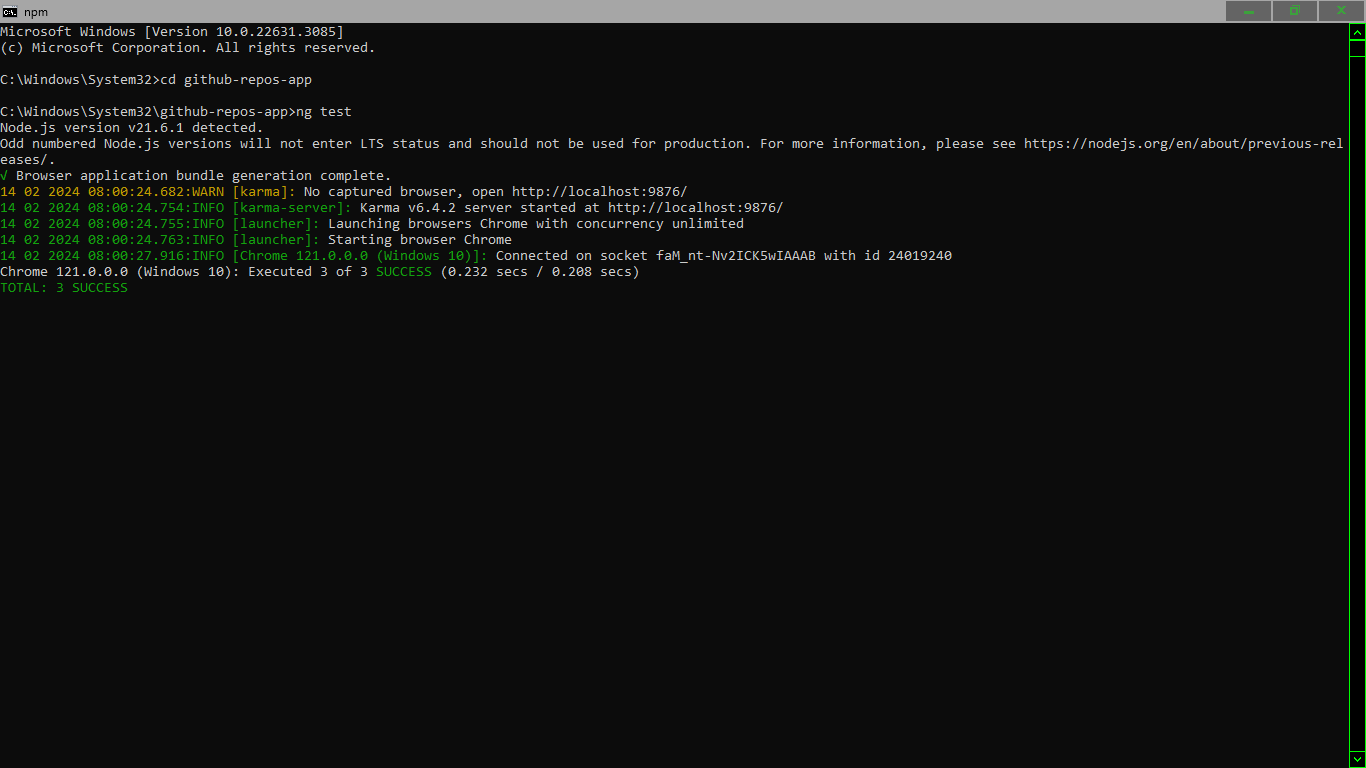 npm
Microsoft Windows [Version 10.0.22631.3085]
(c) Microsoft Corporation. All rights reserved.
C:\Windows\System32>cd github-repos-app
C:\Windows\System32\github-repos-app>ng test
Node.js version v21.6.1 detected.
Odd numbered Node.js versions will not enter LTS status and should not be used for production. For more information, please see https://nodejs.org/en/about/previous-rel
eases/.
√ Browser application bundle generation complete.
14 02 2024 08:00:24.682:WARN [karma]: No captured browser, open http://localhost:9876/
14 02 2024 08:00:24.754:INFO [karma-server]: Karma v6.4.2 server started at http://localhost:9876/
14 02 2024 08:00:24.755:INFO [launcher]: Launching browsers Chrome with concurrency unlimited
14 02 2024 08:00:24.763:INFO [launcher]: Starting browser Chrome
14 02 2024 08:00:27.916:INFO [Chrome 121.0.0.0 (Windows 10)]: Connected on socket faM_nt-Nv2ICK5wIAAAB with id 24019240
Chrome 121.0.0.0 (Windows 10): Executed 3 of 3 SUCCESS (0.232 secs / 0.208 secs)
TOTAL: 3 SUCCESS